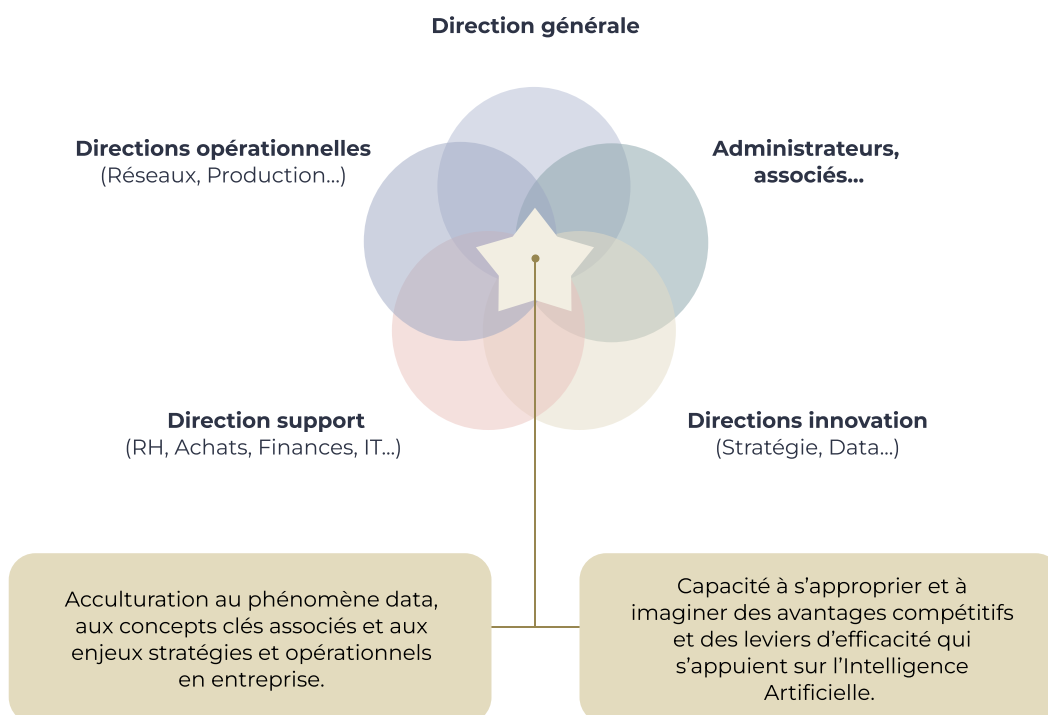 Direction générale
Directions opérationnelles
(Réseaux, Production...)
Administrateurs,
associés...
Direction support
(RH, Achats, Finances, IT...)
Directions innovation
(Stratégie, Data...)
Acculturation au phénomène data,
aux concepts clés associés et aux
enjeux stratégies et opérationnels
en entreprise.
Capacité à s’approprier et à
imaginer des avantages compétitifs
et des leviers d’efficacité qui
s’appuient sur l’Intelligence
Artificielle.